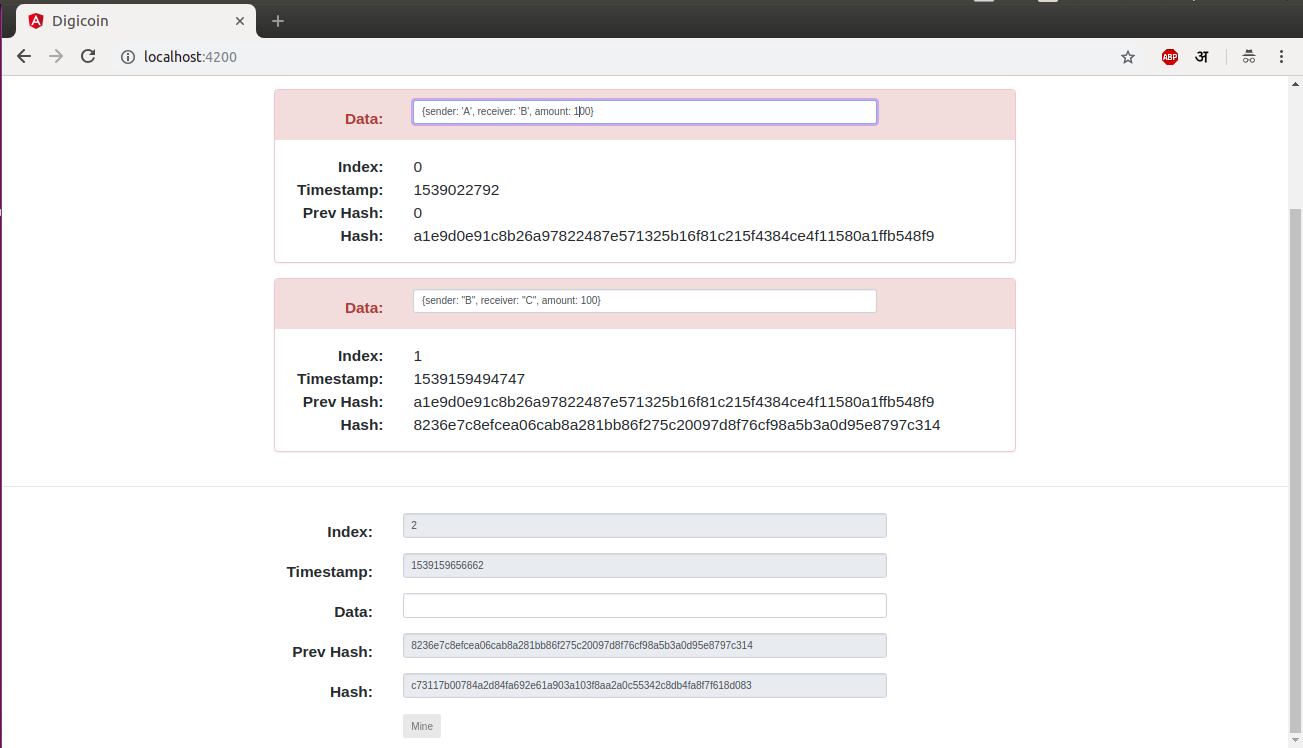 Digicoin
localhost:4200
ABP अ
Data: {sender: 'A', receiver: 'B', amount: 100}
Index: 0
Timestamp: 1539022792
Prev Hash: 0
Hash: a1e9d0e91c8b26a97822487e571325b16f81c215f4384ce4f11580a1ffb548f9
Data: {sender: "B", receiver: "C", amount: 100}
Index: 1
Timestamp: 1539159494747
Prev Hash: a1e9d0e91c8b26a97822487e571325b16f81c215f4384ce4f11580a1ffb548f9
Hash: 8236e7c8efcea06cab8a281bb86f275c20097d8f76cf98a5b3a0d95e8797c314
Index: 2
Timestamp: 1539159656662
Data:
Prev Hash: 8236e7c8efcea06cab8a281bb86f275c20097d8f76cf98a5b3a0d95e8797c314
Hash: c73117b00784a2d84fa692e61a903a103f8aa2a0c55342c8db4fa8f7f618d083
Mine